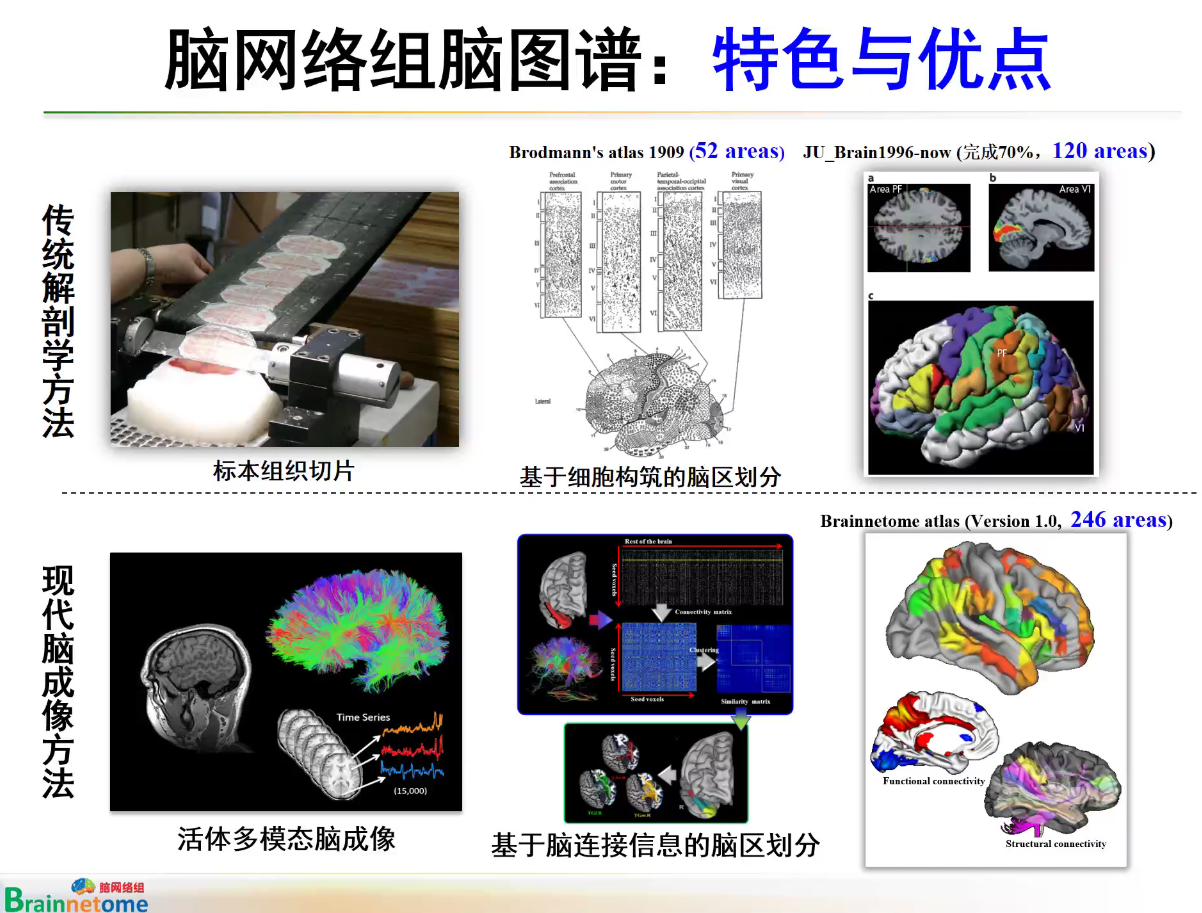 脑网络组脑图谱：特色与优点
Brodmann's atlas 1909 (52 areas)
JU_Brain1996-now (完成70%，120 areas)
传统解剖学方法
Prefrontal
association
cortex
Primary
motor
cortex
Parietal-
temporal-occipital
association cortex
Primary
visual
cortex
Lateral
a
Area PF
b
Area VI
c
PF
VI
标本组织切片
基于细胞构筑的脑区划分
Brainnetome atlas (Version 1.0, 246 areas)
现代脑成像方法
Time Series
(15,000)
Rest of the brain
Seed voxels
Connectivity matrix
Seed voxels
Clustering
Seed voxels
Similarity matrix
R
Functional connectivity
Structural connectivity
活体多模态脑成像
基于脑连接信息的脑区划分
脑网络组
Brainnetome